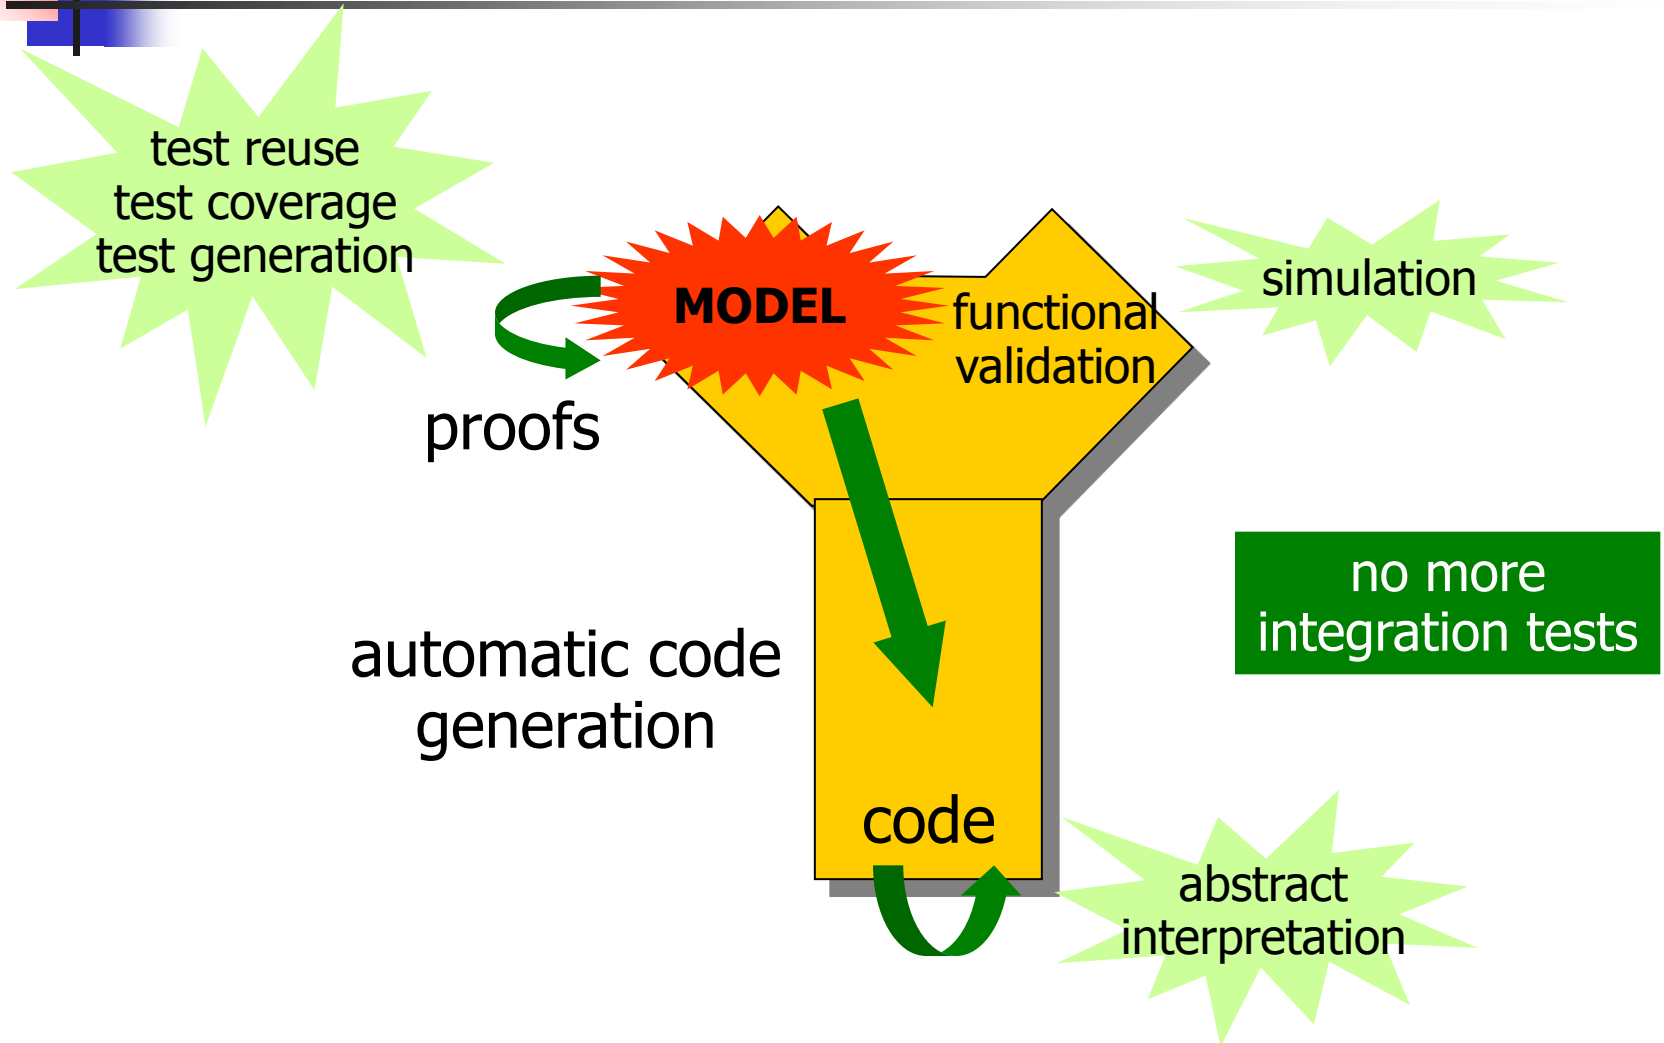 test reuse
test coverage
test generation
MODEL
functional
validation
simulation
proofs
no more
integration tests
automatic code
generation
code
abstract
interpretation